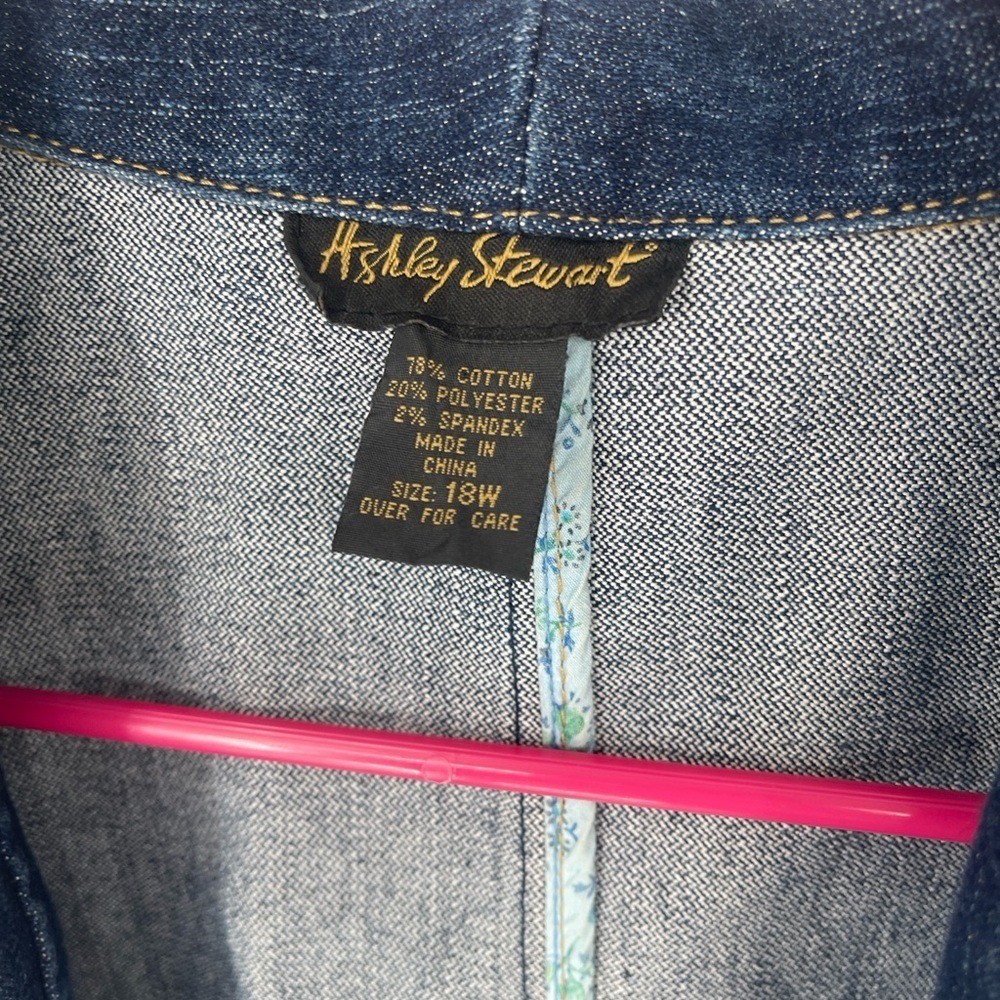 Ashley Stewart®
78% COTTON
20% POLYESTER
2% SPANDEX
MADE IN
CHINA
SIZE: 18W
OVER FOR CARE